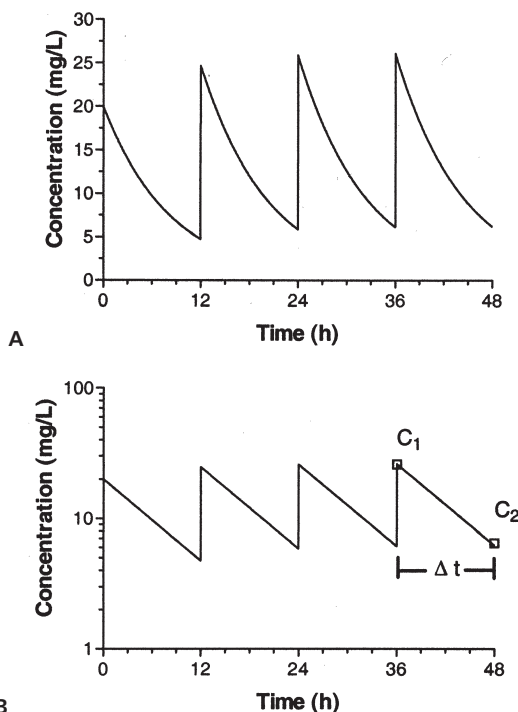 30
25
20
15
10
5
0
Concentration (mg/L)
0 12 24 36 48
Time (h)
A
100
10
1
Concentration (mg/L)
C1
C2
Δ t
0 12 24 36 48
Time (h)
B